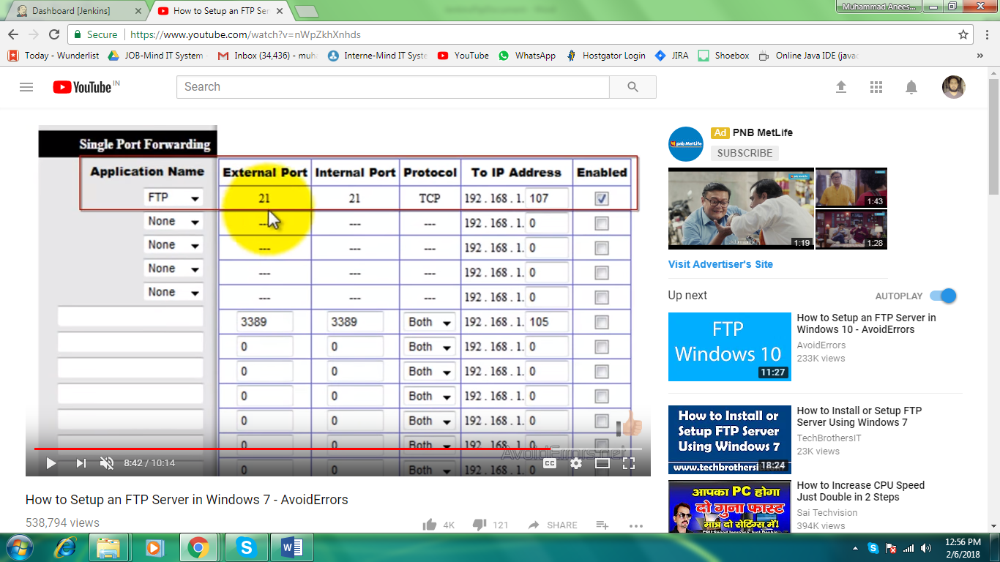 Muhammad Anees...
Dashboard [Jenkins]
How to Setup an FTP Ser
Secure
https://www.youtube.com/watch?v=nWpZkhXnhds
Today - Wunderlist
JOB-Mind IT System
Inbox (34,436) - muh
Interne-Mind IT Syste
YouTube
WhatsApp
Hostgator Login
JIRA
Shoebox
Online Java IDE (javac
»
YouTube IN
Search
Single Port Forwarding
Application Name External Port Internal Port Protocol To IP Address Enabled
FTP 21 21 TCP 192 . 168 . 1. 107
None --- --- --- 192 . 168 . 1. 0
None --- --- --- 192 . 168 . 1. 0
None --- --- --- 192 . 168 . 1. 0
None --- --- --- 192 . 168 . 1. 0
3389 3389 Both 192 . 168 . 1. 105
0 0 Both 192 . 168 . 1. 0
0 0 Both 192 . 168 . 1. 0
0 0 Both 192 . 168 . 1. 0
0 0 Both 192 . 168 . 1. 0
0 0 Both 192 . 168 . 1. 0
0 0 Both 192 . 168 . 1. 0
AvoidErrors.net
8:42 / 10:14
CC
How to Setup an FTP Server in Windows 7 - AvoidErrors
538,794 views
4K
121
SHARE
pnb MetLife
Ad PNB MetLife
SUBSCRIBE
1:19
1:43
1:28
Visit Advertiser's Site
Up next
AUTOPLAY
FTP
Windows 10
11:27
How to Setup an FTP Server in
Windows 10 - AvoidErrors
AvoidErrors
233K views
How to Install or
Setup FTP Server
Using Windows 7
www.techbrothersi
18:24
How to Install or Setup FTP
Server Using Windows 7
TechBrothersIT
23K views
आपका PC होगा
दो गुना फास्ट
मात्र दो सेटिंग्स में!
How to Increase CPU Speed
Just Double in 2 Steps
Sai Techvision
394K views
12:56 PM
2/6/2018